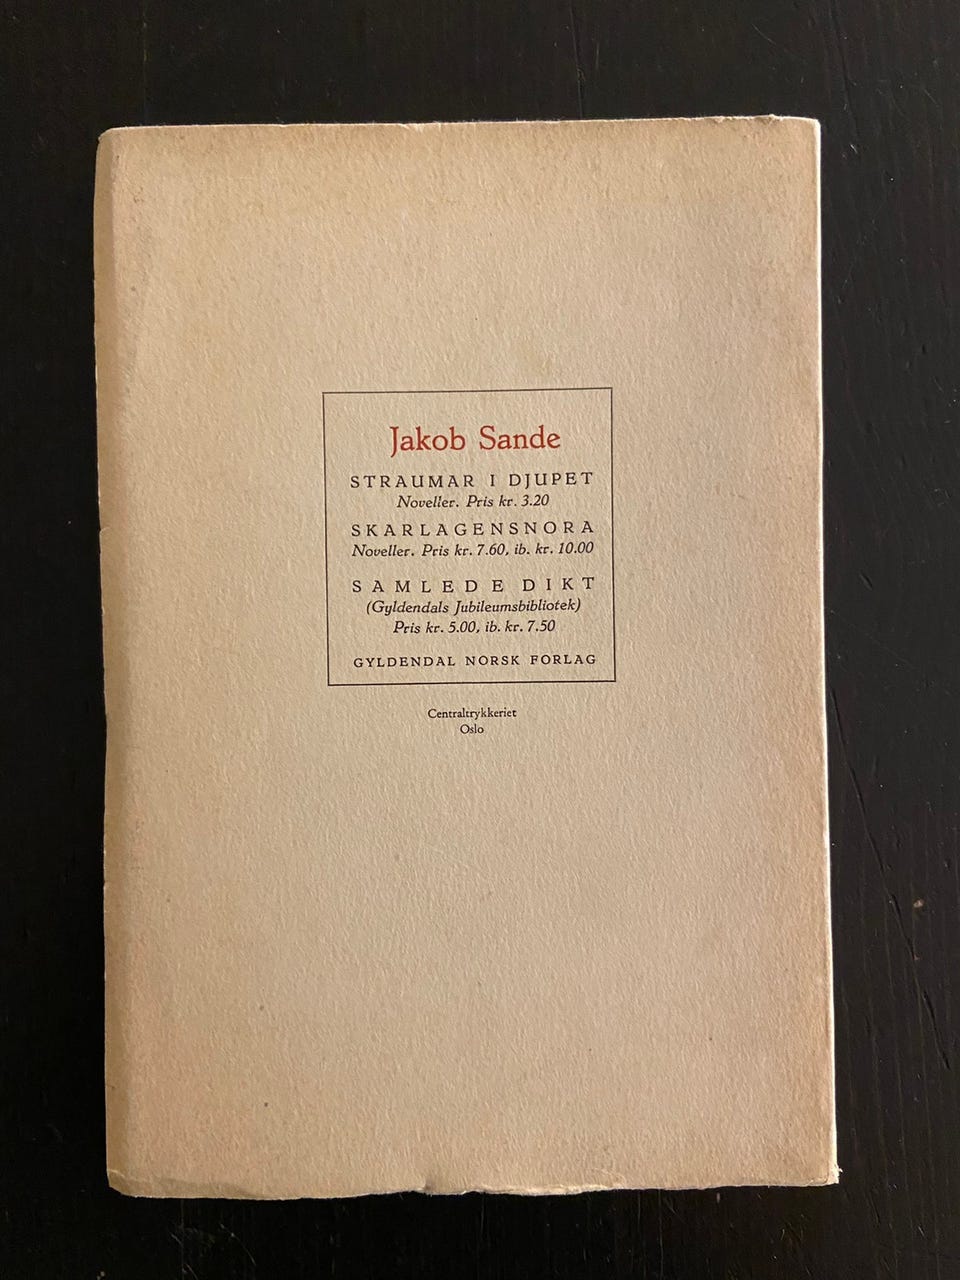 Jakob Sande
STRAUMAR I DJUPET
Noveller. Pris kr. 3.20
SKARLAGENSNORA
Noveller. Pris kr. 7.60, ib. kr. 10.00
SAMLEDE DIKT
(Gyldendals Jubileumsbibliotek)
Pris kr. 5.00, ib. kr. 7.50
GYLDENDAL NORSK FORLAG
Centraltrykkeriet
Oslo